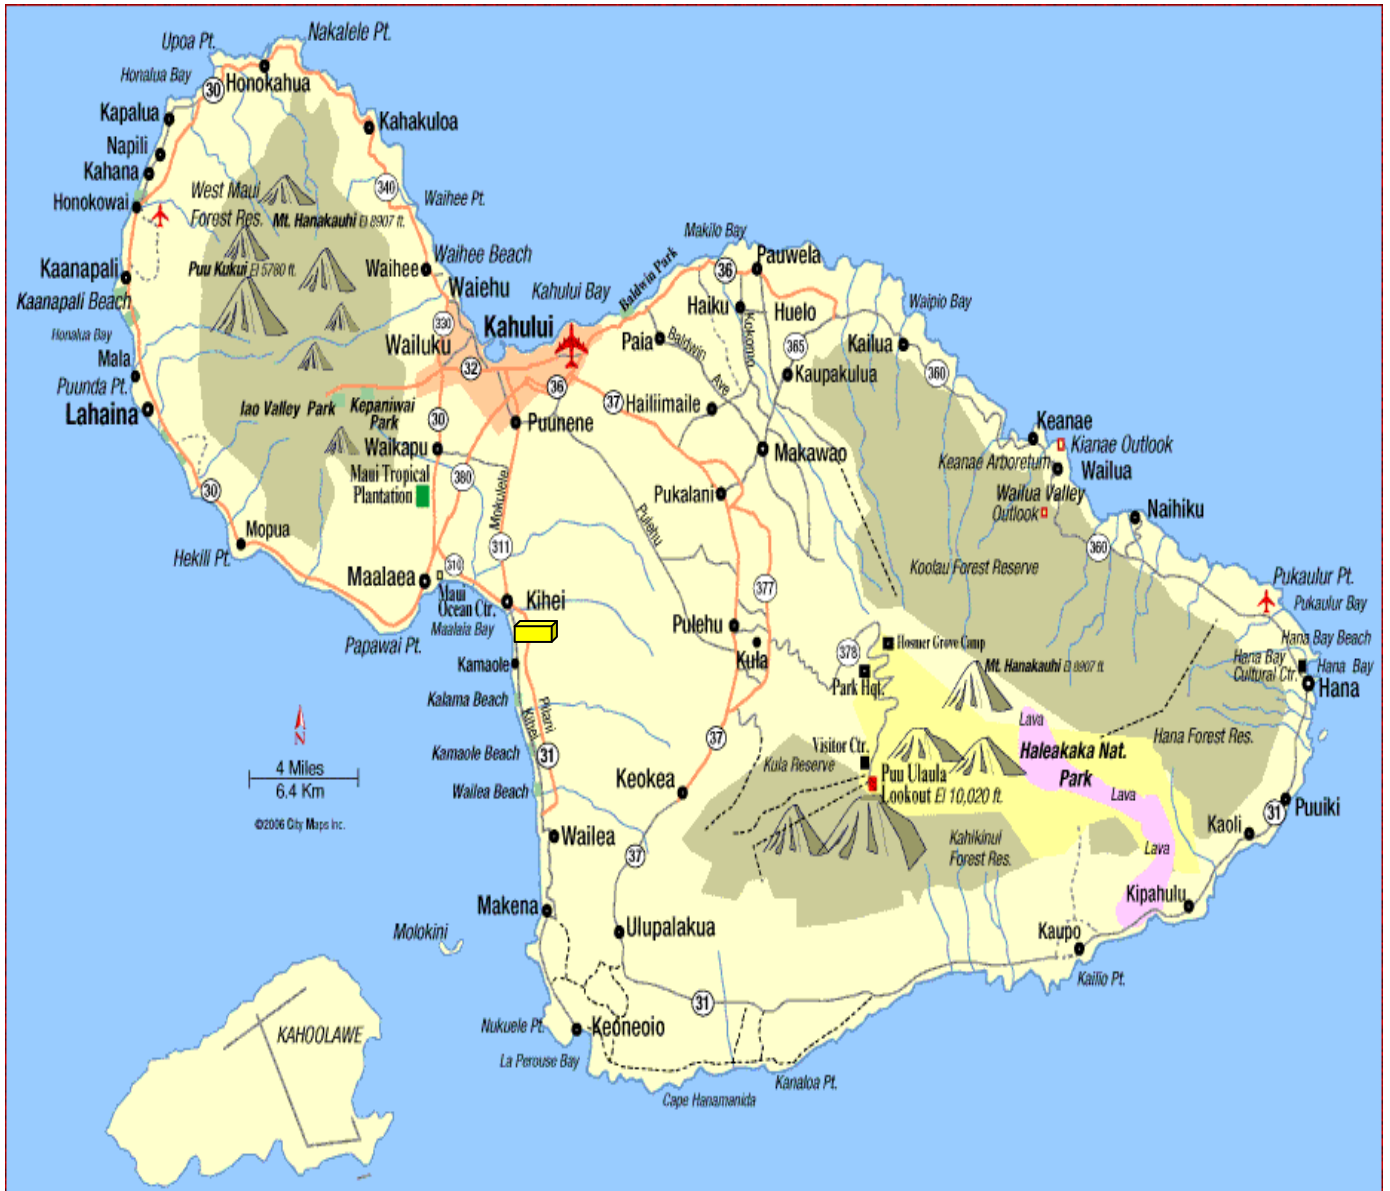 Nakalele Pt.
Upoa Pt.
Honalua Bay
30
Honokahua
Kapalua
Kahakuloa
Napili
Kahana
340
West Maui
Honokowai
Waihee Pt.
Forest Res.
Mt. Hanakauhi El 8907 ft.
Makilo Bay
Waihee Beach
Pauwela
Kaanapali
Puu Kukui El 5780 ft.
Waihee
Baldwin Park
36
Waiehu
Kahului Bay
Kaanapali Beach
Waipio Bay
Haiku
Huelo
330
Kahului
Honalua Bay
Kokomo
Wailuku
Paia
Baldwin
Ave
365
Kailua
Mala
32
360
Puunda Pt.
36
Kaupakulua
Lahaina
Iao Valley Park
Kepaniwai
Park
37
Hailiimaile
30
Puunene
Keanae
Kianae Outlook
Waikapu
Makawao
Keanae Arboretum
Wailua
Maui Tropical
Plantation
380
Mokulele
Pukalani
Wailua Valley
Outlook
30
Naihiku
Pulehu
Mopua
311
360
Hekili Pt.
310
Koolau Forest Reserve
Maalaea
Pukaulur Pt.
Maui
Ocean Ctr.
Kihei
377
Pukaulur Bay
Maalaia Bay
Pulehu
Papawai Pt.
Hosmer Grove Camp
Hana Bay Beach
378
Kula
Kamaole
Mt. Hanakauhi El 8907 ft.
Hana Bay
Cultural Ctr.
Hana Bay
Park Hqt.
Hana
Kalama Beach
Kihei
Piilani
Lava
N
37
Visitor Ctr.
Hana Forest Res.
Kamaole Beach
31
Haleakaka Nat.
Park
Kula Reserve
4 Miles
6.4 Km
Keokea
Puu Ulaula
Lookout El 10,020 ft.
Wailea Beach
Lava
31
Puuiki
©2006 City Maps Inc.
Kaoli
Wailea
Kahikinui
Forest Res.
Lava
37
Kipahulu
Makena
Ulupalakua
Kaupo
Molokini
Kailio Pt.
31
Nukuele Pt.
Keoneoio
KAHOOLAWE
La Perouse Bay
Kanaloa Pt.
Cape Hanamanida